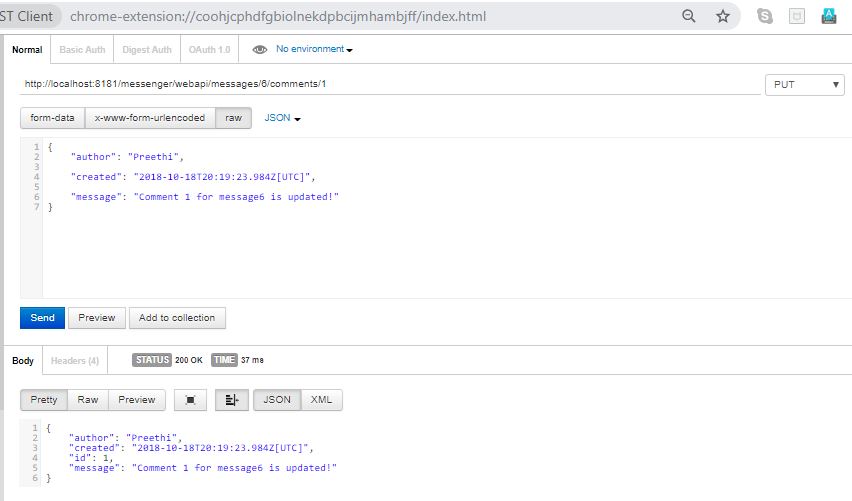 ST Client chrome-extension://coohjcphdfgbiolnekdpbcijmhambjff/index.html
Normal Basic Auth Digest Auth OAuth 1.0 No environment
http://localhost:8181/messenger/webapi/messages/6/comments/1 PUT
form-data x-www-form-urlencoded raw JSON
1 {
2 "author": "Preethi",
3
4 "created": "2018-10-18T20:19:23.984Z[UTC]",
5
6 "message": "Comment 1 for message6 is updated!"
7 }
Send Preview Add to collection
Body Headers (4) STATUS 200 OK TIME 37 ms
Pretty Raw Preview JSON XML
1 {
2 "author": "Preethi",
3 "created": "2018-10-18T20:19:23.984Z[UTC]",
4 "id": 1,
5 "message": "Comment 1 for message6 is updated!"
6 }